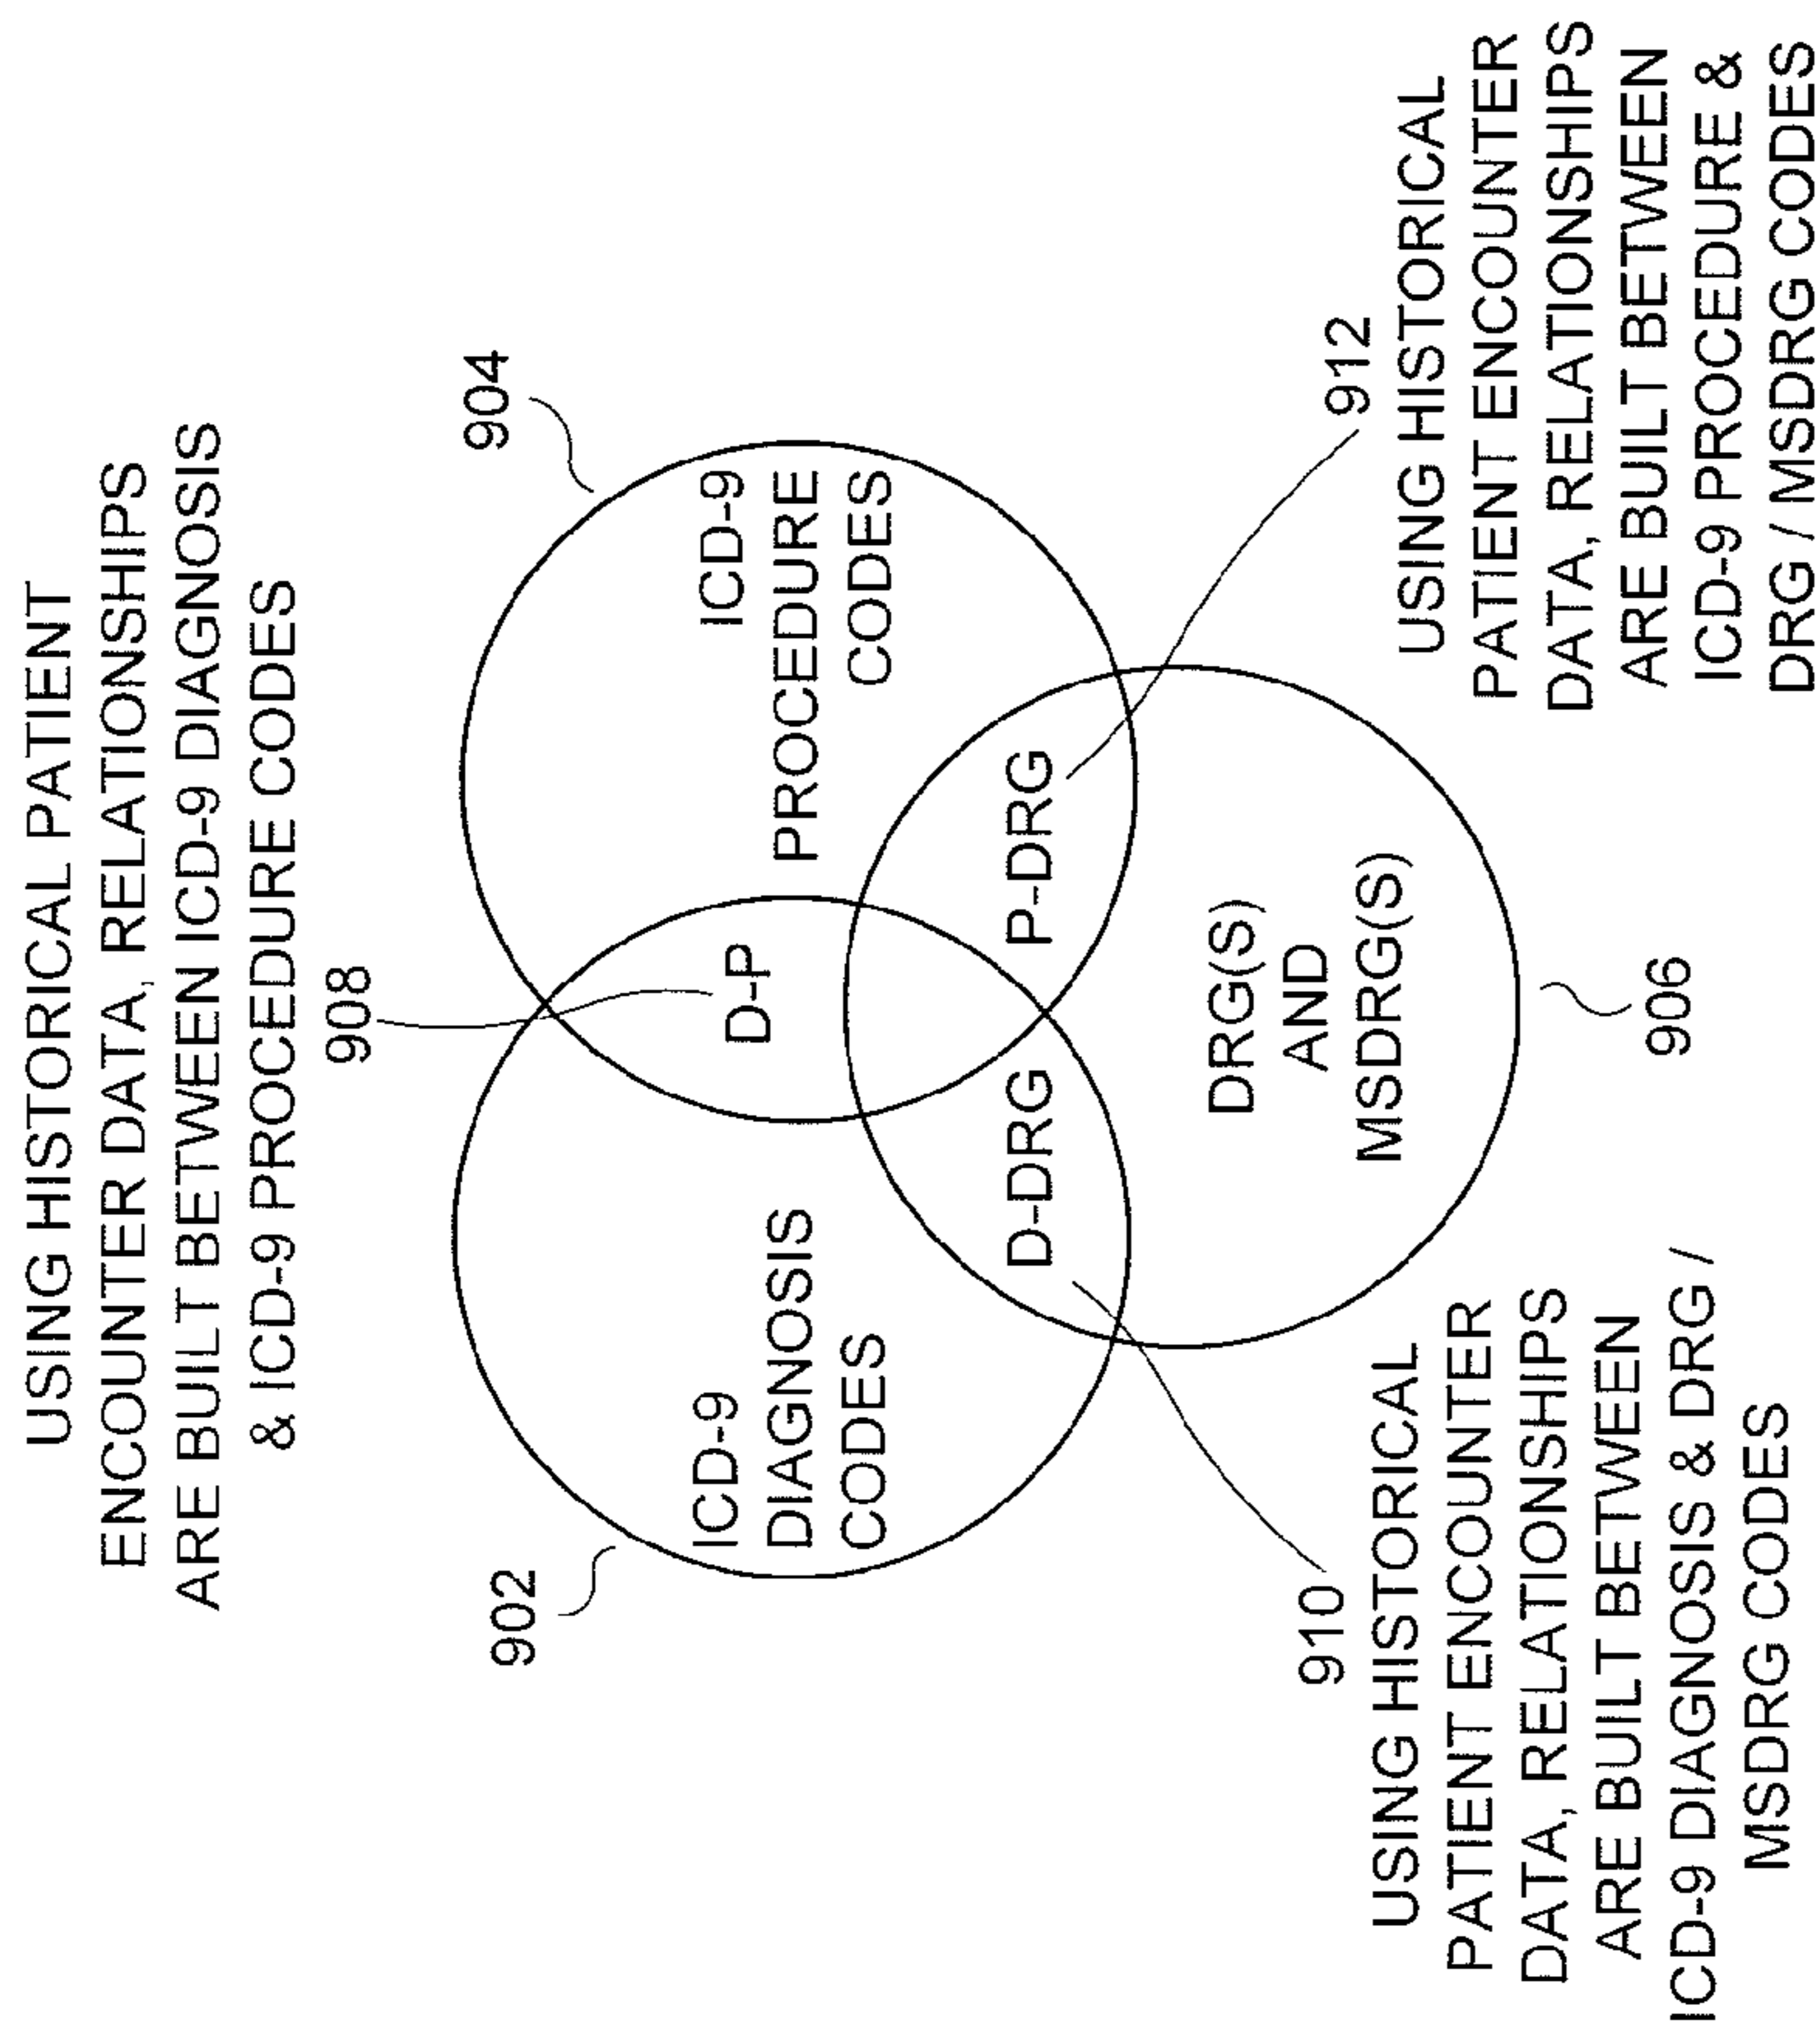 USING HISTORICAL PATIENT
ENCOUNTER DATA, RELATIONSHIPS
ARE BUILT BETWEEN ICD-9 DIAGNOSIS
& ICD-9 PROCEDURE CODES
908
902
904
ICD-9
DIAGNOSIS
CODES
D-P
ICD-9
PROCEDURE
CODES
D-DRG
P-DRG
DRG(S)
AND
MSDRG(S)
906
910
USING HISTORICAL
PATIENT ENCOUNTER
DATA, RELATIONSHIPS
ARE BUILT BETWEEN
ICD-9 DIAGNOSIS & DRG /
MSDRG CODES
912
USING HISTORICAL
PATIENT ENCOUNTER
DATA, RELATIONSHIPS
ARE BUILT BETWEEN
ICD-9 PROCEDURE &
DRG / MSDRG CODES